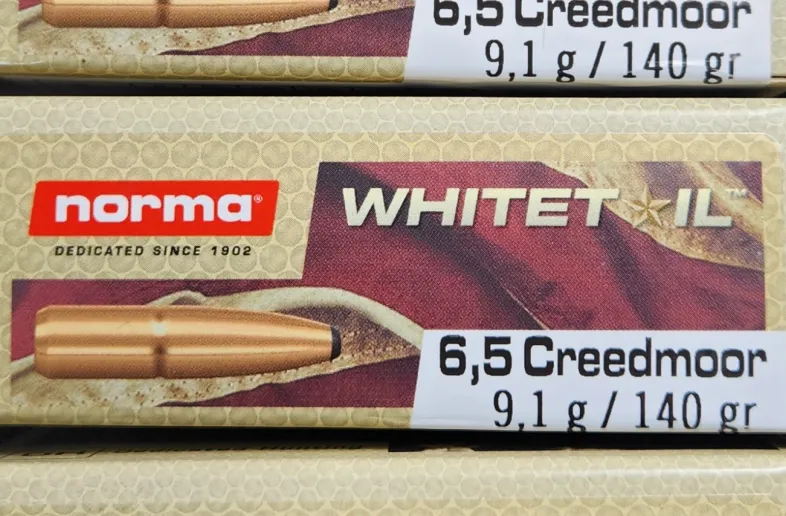 6,5 Creedmoor
9,1 g / 140 gr
norma®
DEDICATED SINCE 1902
WHITET★IL™
6,5 Creedmoor
9,1 g / 140 gr